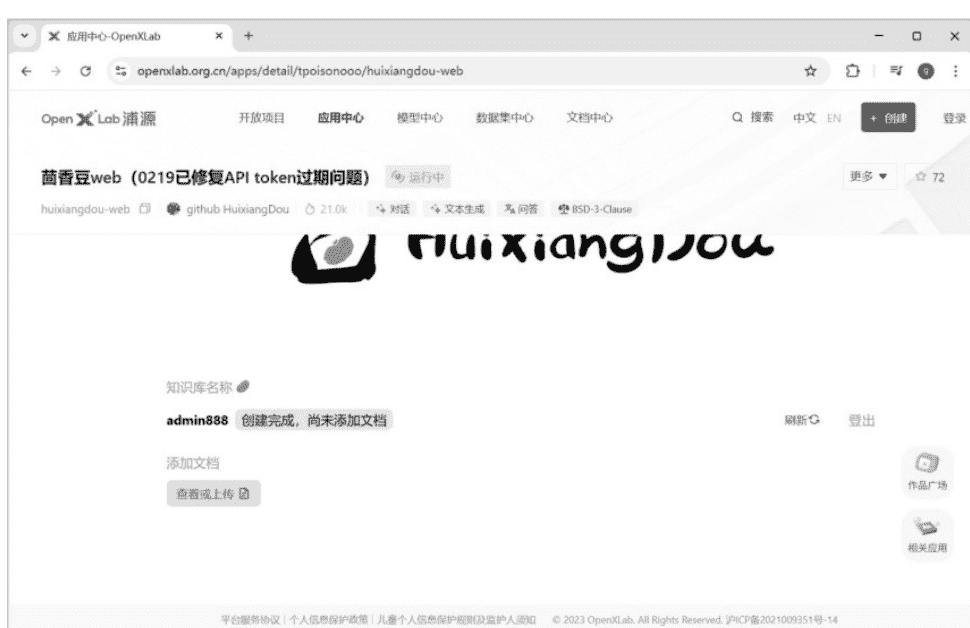 应用中心-OpenXLab
openxlab.org.cn/apps/detail/tpoisonooo/huixiangdou-web
9
OpenXLab浦源 开放项目 应用中心 模型中心 数据集中心 文档中心 搜索 中文 EN + 创建 登录
茴香豆web（0219已修复API token过期问题） 运行中 更多 72
huixiangdou-web github HuixiangDou 21.0k 对话 文本生成 问答 BSD-3-Clause
HuixiangDou
知识库名称
admin888 创建完成，尚未添加文档 刷新 登出
添加文档
查看或上传
作品广场
相关应用
平台服务协议 | 个人信息保护政策 | 儿童个人信息保护规则及监护人须知 © 2023 OpenXLab. All Rights Reserved. 沪ICP备2021009351号-14